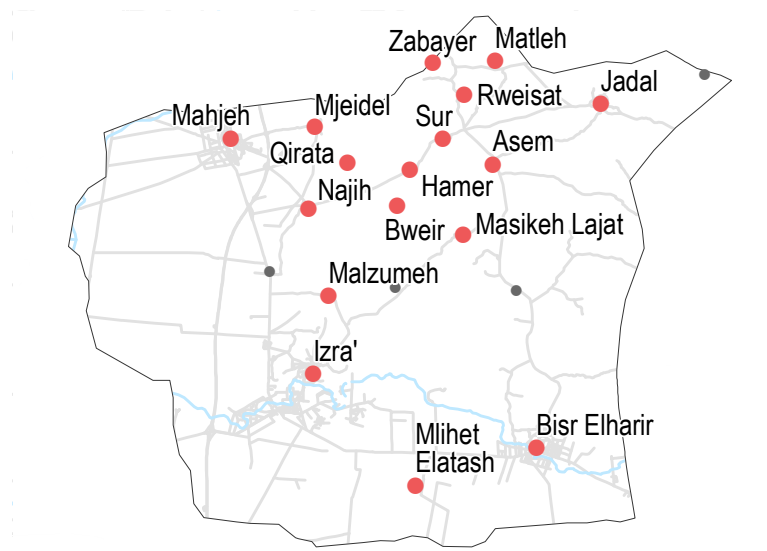 Zabayer
Matleh
Jadal
Rweisat
Mahjeh
Mjeidel
Sur
Asem
Qirata
Hamer
Najih
Bweir
Masikeh Lajat
Malzumeh
Izra'
Bisr Elharir
Mlihet
Elatash